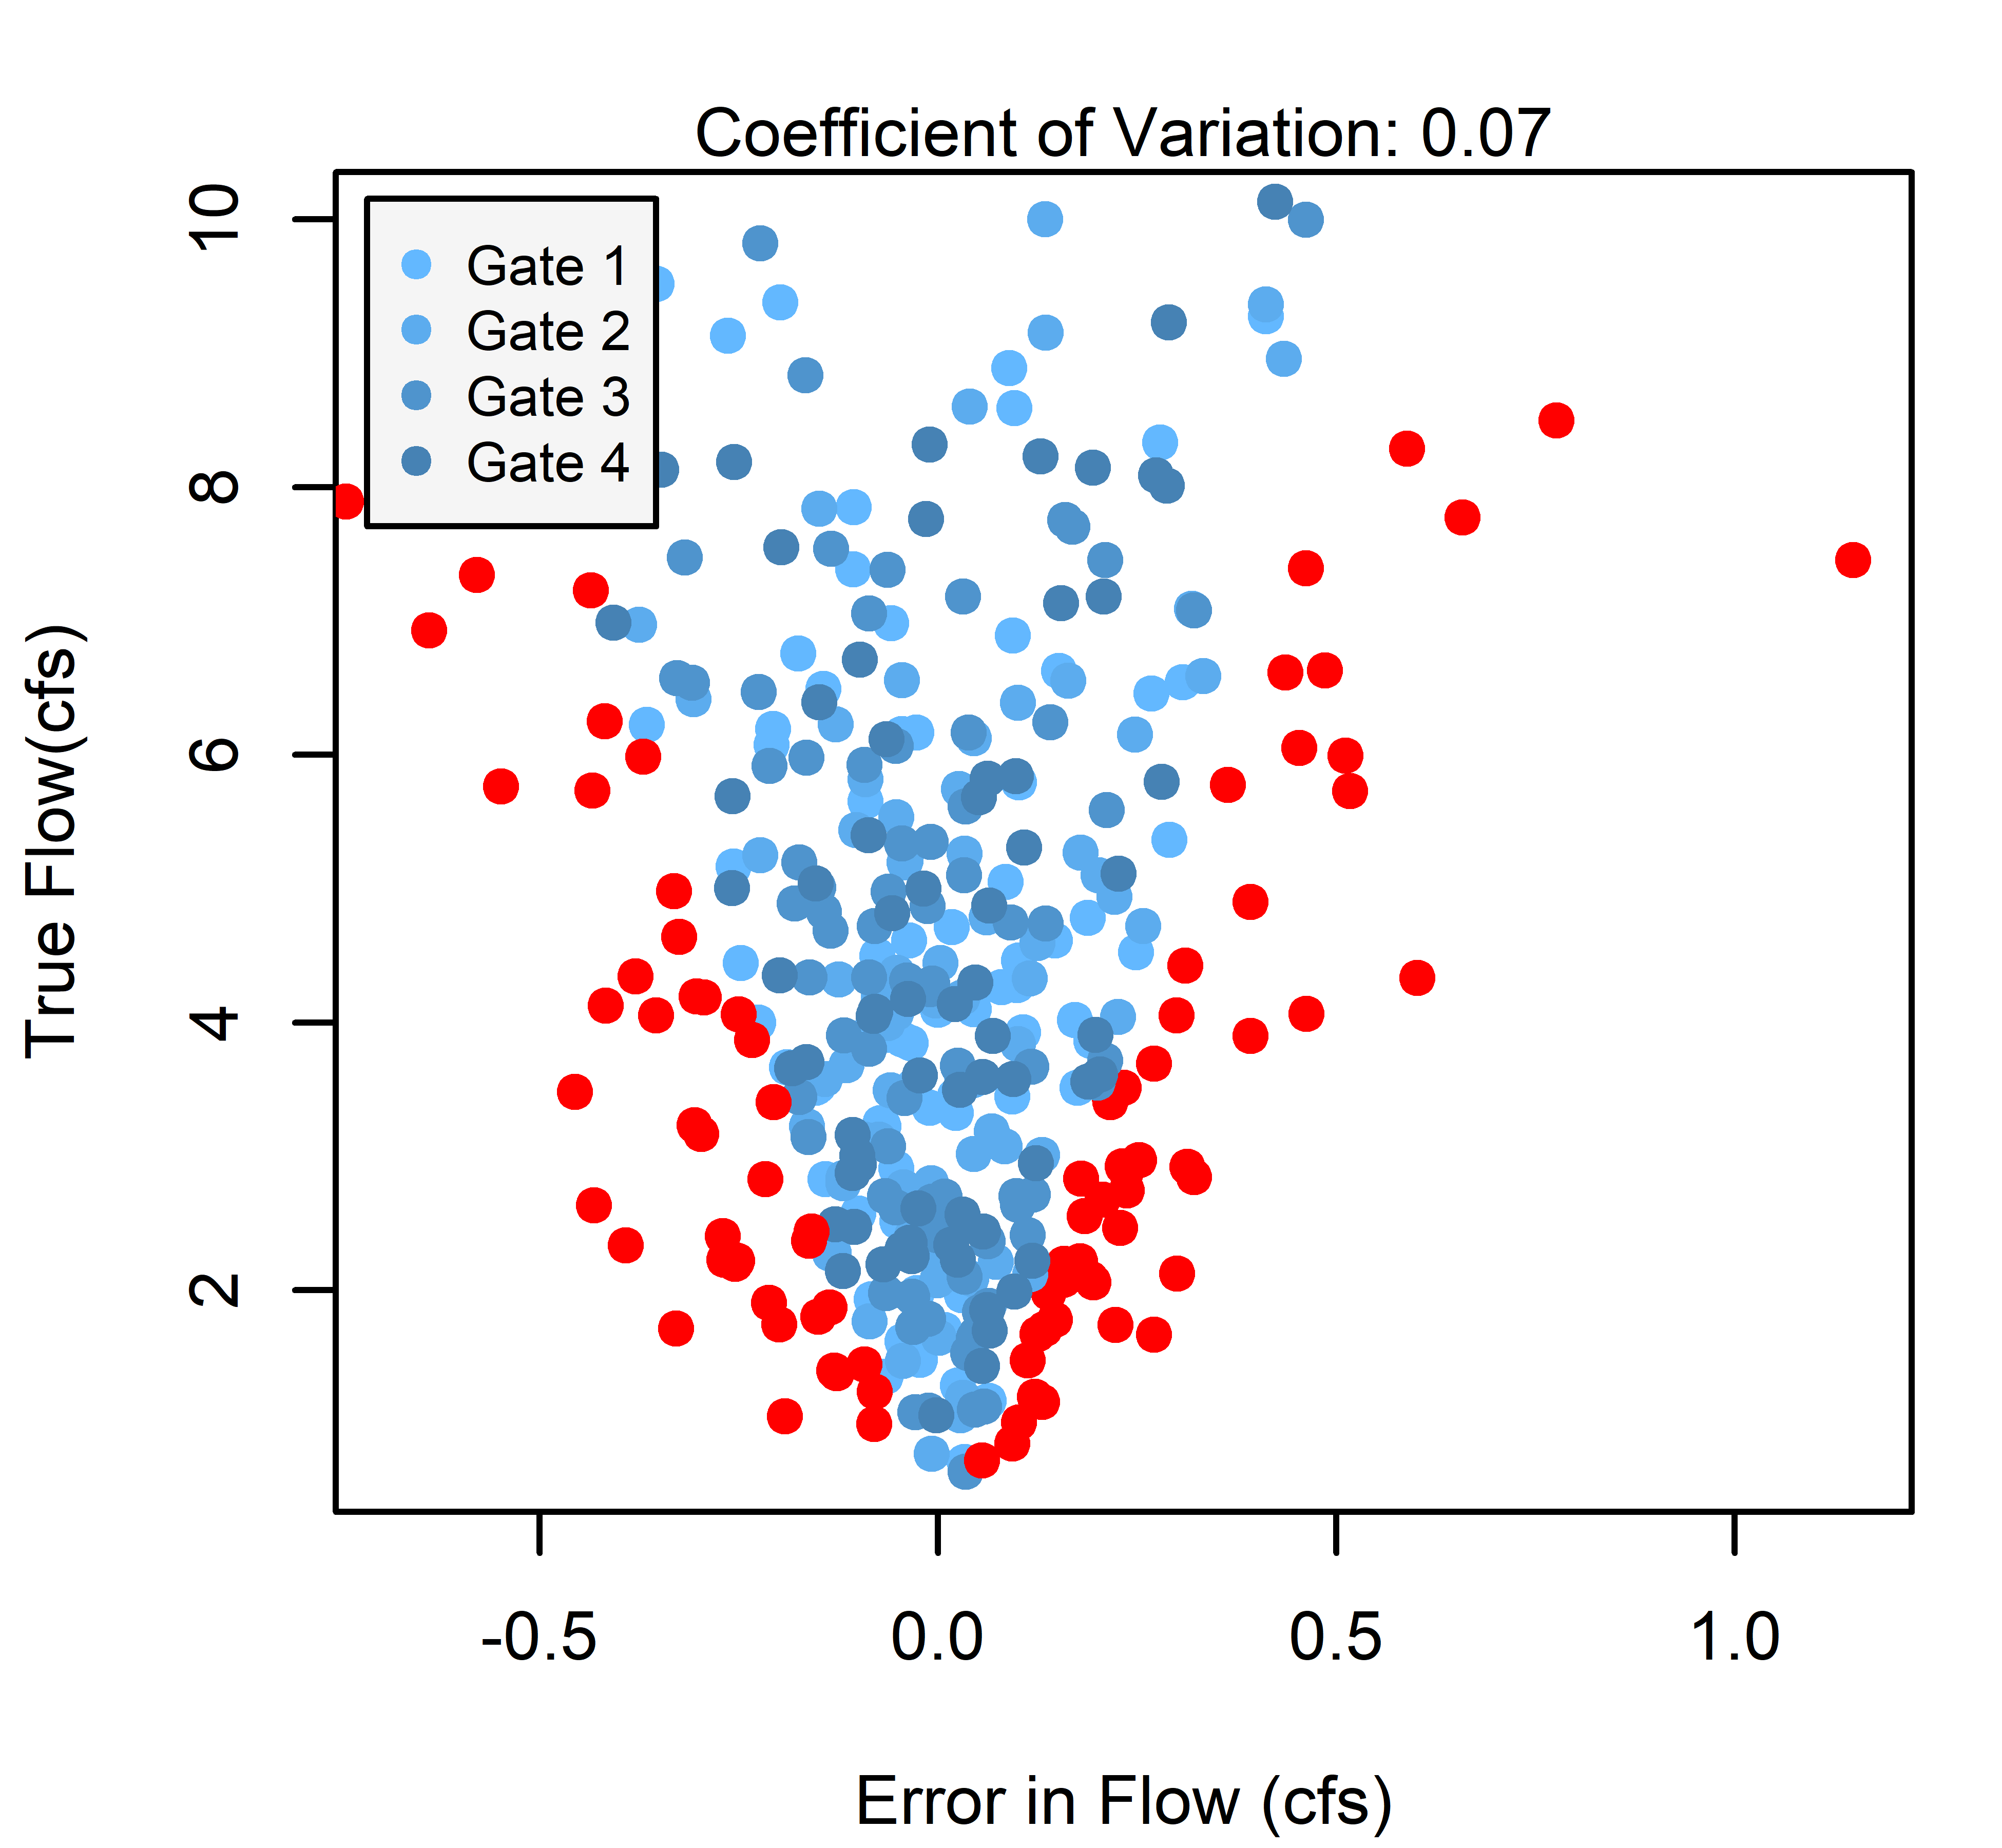 Coefficient of Variation: 0.07
Gate 1
Gate 2
Gate 3
Gate 4
10
8
6
4
2
True Flow(cfs)
-0.5 0.0 0.5 1.0
Error in Flow (cfs)